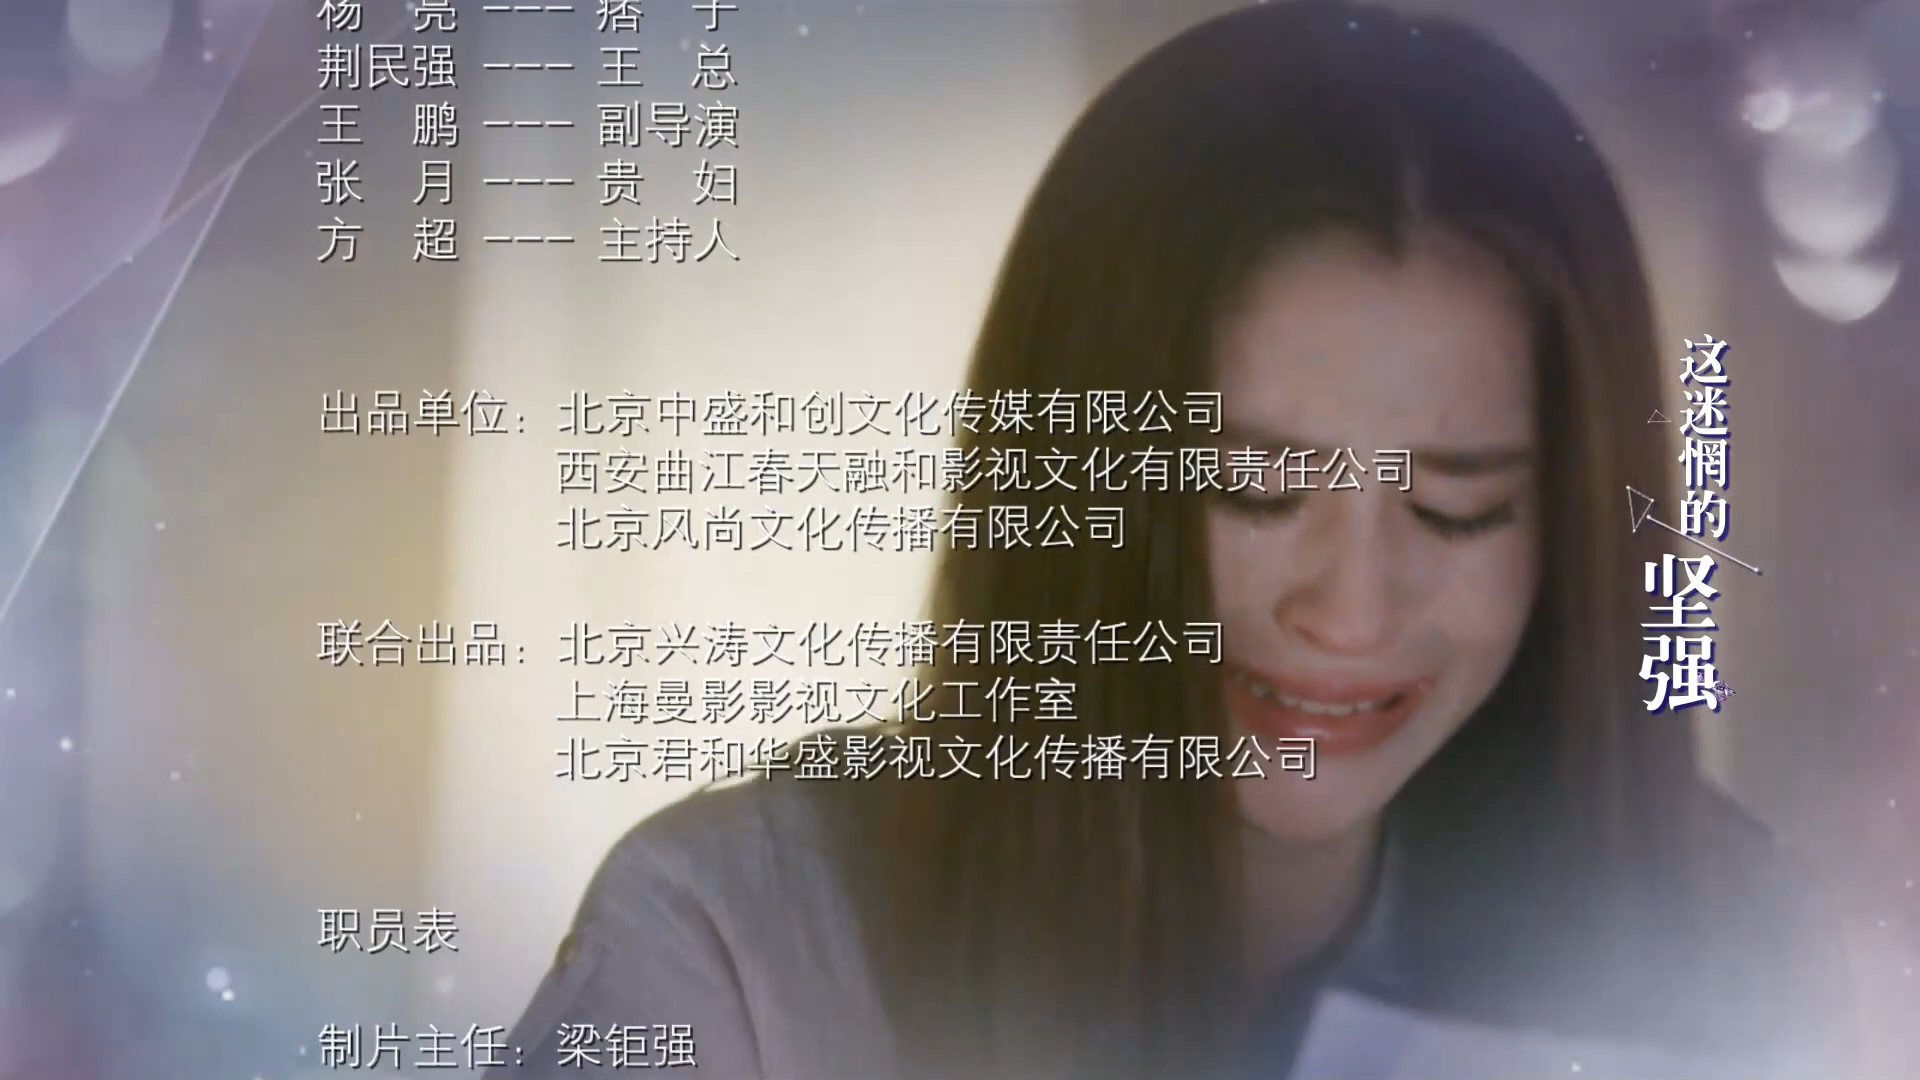 杨　亮 --- 痞　子
荆民强 --- 王　总
王　鹏 --- 副导演
张　月 --- 贵　妇
方　超 --- 主持人
出品单位：北京中盛和创文化传媒有限公司
西安曲江春天融和影视文化有限责任公司
北京风尚文化传播有限公司
联合出品：北京兴涛文化传播有限责任公司
上海曼影影视文化工作室
北京君和华盛影视文化传播有限公司
职员表
制片主任：梁钜强
这迷惘的
坚强